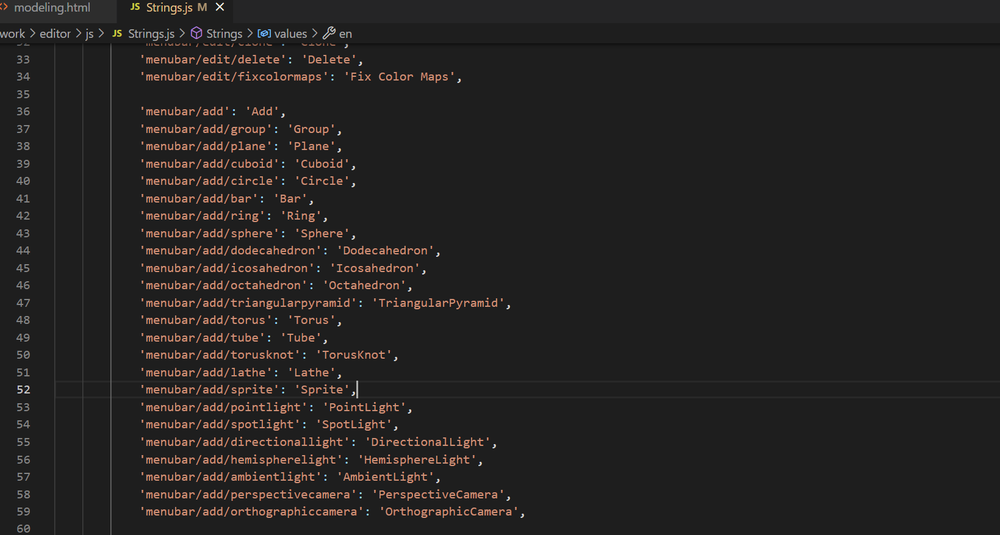 <> modeling.html JS Strings.js M X
work > editor > js > JS Strings.js > Strings > values > en
32 'menubar/edit/clone': 'Clone',
33 'menubar/edit/delete': 'Delete',
34 'menubar/edit/fixcolormaps': 'Fix Color Maps',
35
36 'menubar/add': 'Add',
37 'menubar/add/group': 'Group',
38 'menubar/add/plane': 'Plane',
39 'menubar/add/cuboid': 'Cuboid',
40 'menubar/add/circle': 'Circle',
41 'menubar/add/bar': 'Bar',
42 'menubar/add/ring': 'Ring',
43 'menubar/add/sphere': 'Sphere',
44 'menubar/add/dodecahedron': 'Dodecahedron',
45 'menubar/add/icosahedron': 'Icosahedron',
46 'menubar/add/octahedron': 'Octahedron',
47 'menubar/add/triangularpyramid': 'TriangularPyramid',
48 'menubar/add/torus': 'Torus',
49 'menubar/add/tube': 'Tube',
50 'menubar/add/torusknot': 'TorusKnot',
51 'menubar/add/lathe': 'Lathe',
52 'menubar/add/sprite': 'Sprite',
53 'menubar/add/pointlight': 'PointLight',
54 'menubar/add/spotlight': 'SpotLight',
55 'menubar/add/directionallight': 'DirectionalLight',
56 'menubar/add/hemispherelight': 'HemisphereLight',
57 'menubar/add/ambientlight': 'AmbientLight',
58 'menubar/add/perspectivecamera': 'PerspectiveCamera',
59 'menubar/add/orthographiccamera': 'OrthographicCamera',
60